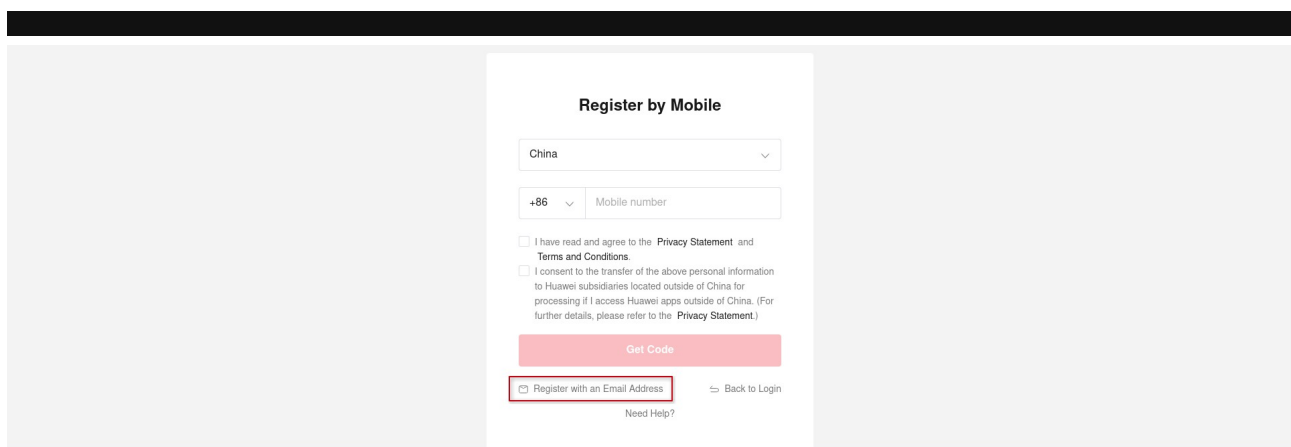 Register by Mobile
China
+86 Mobile number
I have read and agree to the Privacy Statement and
Terms and Conditions.
I consent to the transfer of the above personal information
to Huawei subsidiaries located outside of China for
processing if I access Huawei apps outside of China. (For
further details, please refer to the Privacy Statement.)
Get Code
Register with an Email Address Back to Login
Need Help?